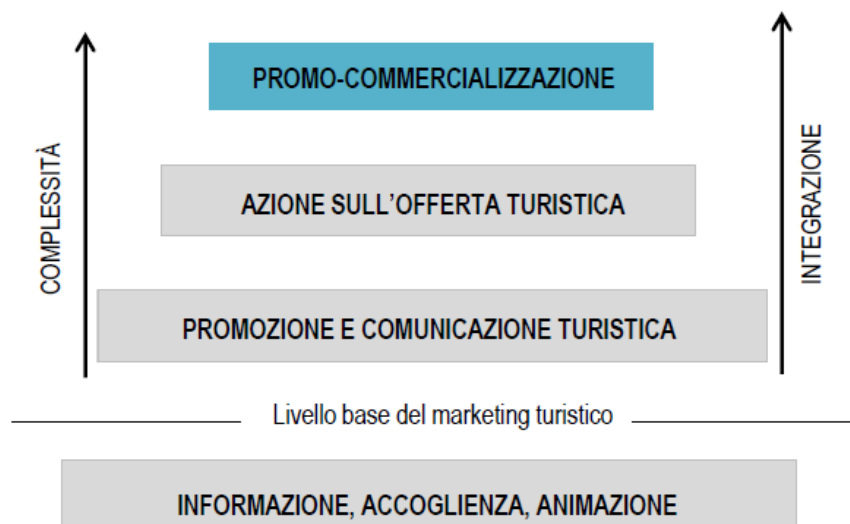 PROMO-COMMERCIALIZZAZIONE
COMPLESSITÀ
INTEGRAZIONE
AZIONE SULL'OFFERTA TURISTICA
PROMOZIONE E COMUNICAZIONE TURISTICA
Livello base del marketing turistico
INFORMAZIONE, ACCOGLIENZA, ANIMAZIONE